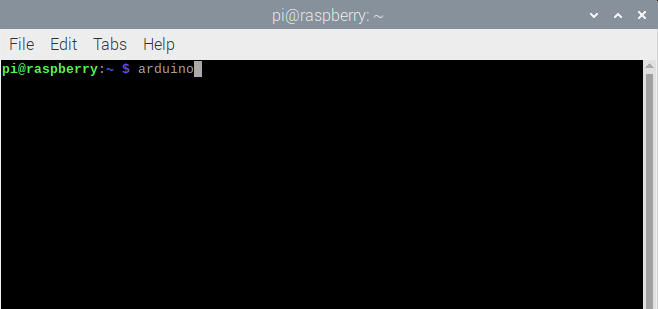 pi@raspberry: ~
File Edit Tabs Help
pi@raspberry:~ $ arduino